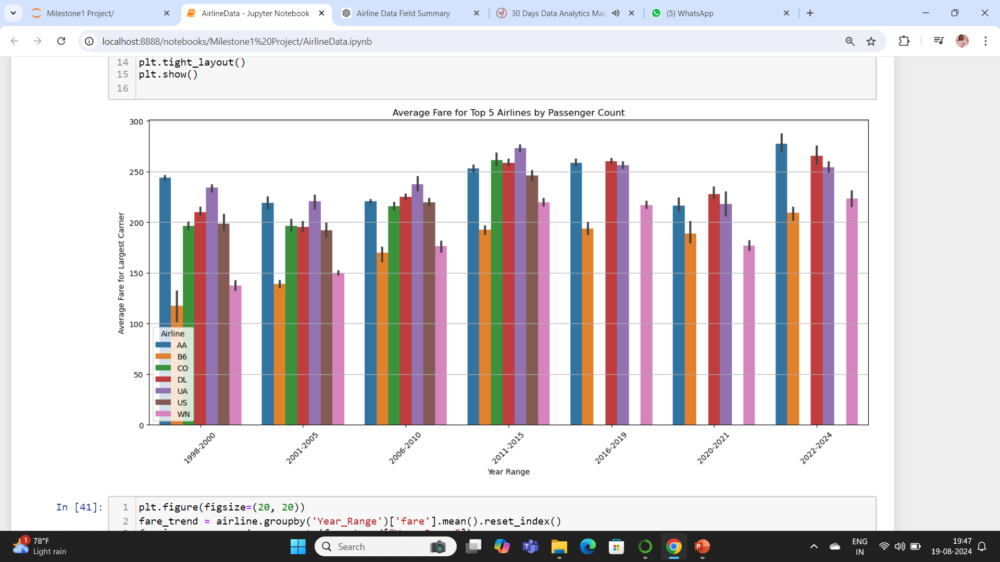 Milestone1 Project/
AirlineData - Jupyter Notebook
Airline Data Field Summary
30 Days Data Analytics Mas
(5) WhatsApp
localhost:8888/notebooks/Milestone1%20Project/AirlineData.ipynb
14 plt.tight_layout()
15 plt.show()
16
Average Fare for Top 5 Airlines by Passenger Count
300
250
200
150
100
50
0
Average Fare for Largest Carrier
Airline
AA
B6
CO
DL
UA
US
WN
1998-2000
2001-2005
2006-2010
2011-2015
2016-2019
2020-2021
2022-2024
Year Range
In [41]:
1 plt.figure(figsize=(20, 20))
2 fare_trend = airline.groupby('Year_Range')['fare'].mean().reset_index()
1
78°F
Light rain
Search
ENG
IN
19:47
19-08-2024